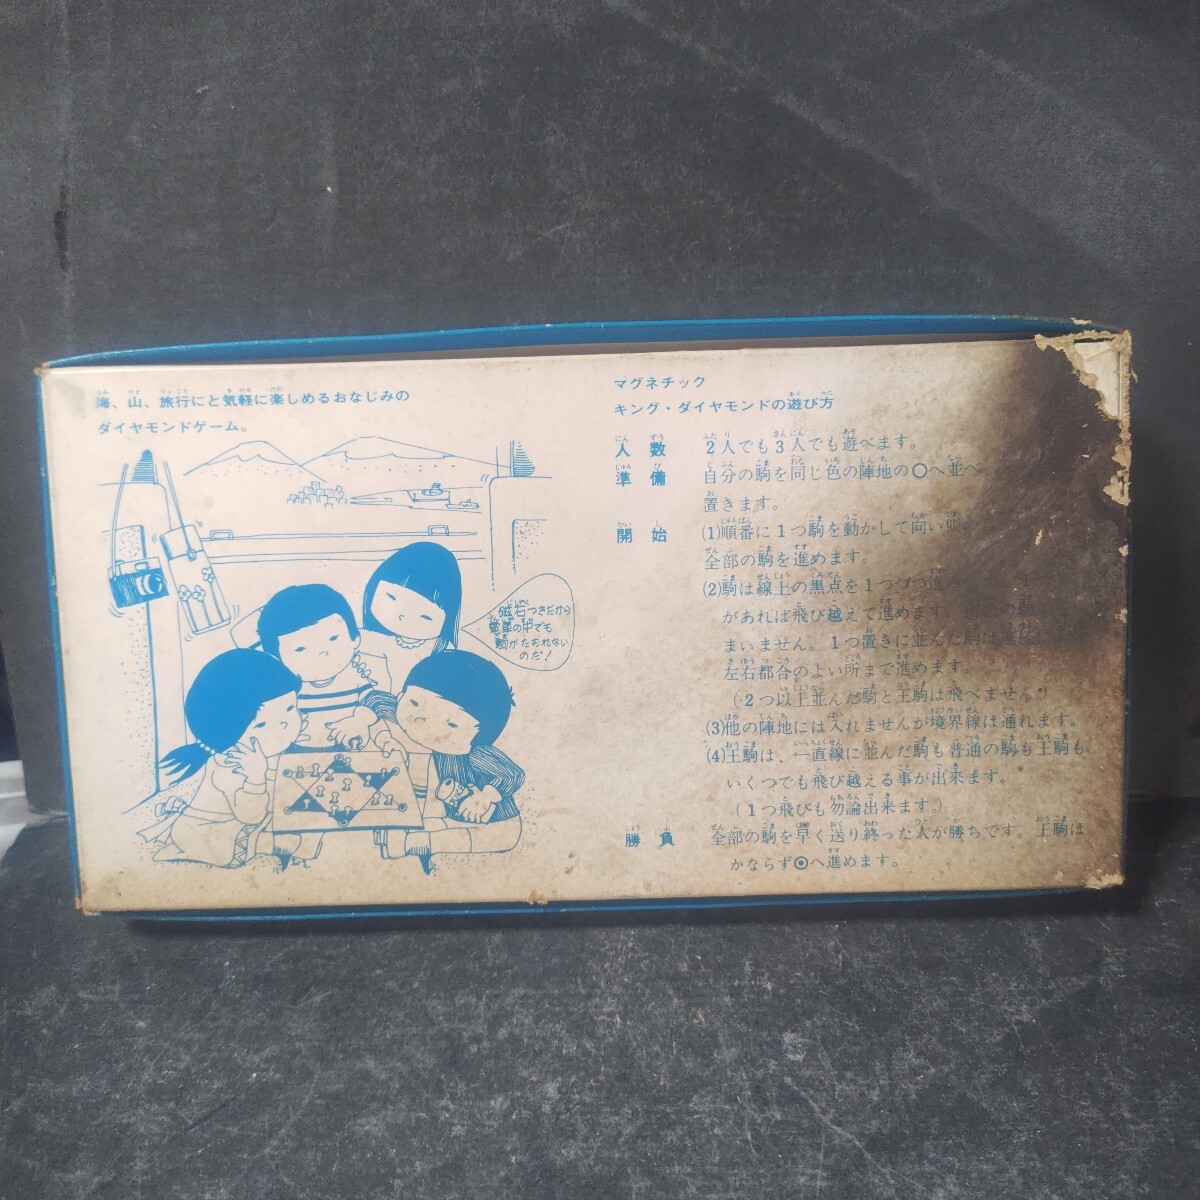 海、山、旅行にと気軽に楽しめるおなじみの
ダイヤモンドゲーム。
磁石つきだから
電車の中でも
駒がたおれない
のだ！
マグネチック
キング・ダイヤモンドの遊び方
人数 2人でも3人でも遊べます。
準備 自分の駒を同じ色の陣地の○へ並べ
置きます。
開始 (1)順番に1つ駒を動かして向い側
全部の駒を進めます。
(2)駒は線上の黒点を1つづつ進
があれば飛び越えて進めま
まいません。1つ置きに並ん
左右都合のよい所まで進めます。
(2つ以上並んだ駒と王駒は飛べません。)
(3)他の陣地には入れませんが境界線は通れます。
(4)王駒は、一直線に並んだ駒も普通の駒も王駒も
いくつでも飛び越える事が出来ます。
(1つ飛びも勿論出来ます。)
勝負 全部の駒を早く送り終った人が勝ちです。王駒は
かならず◎へ進めます。